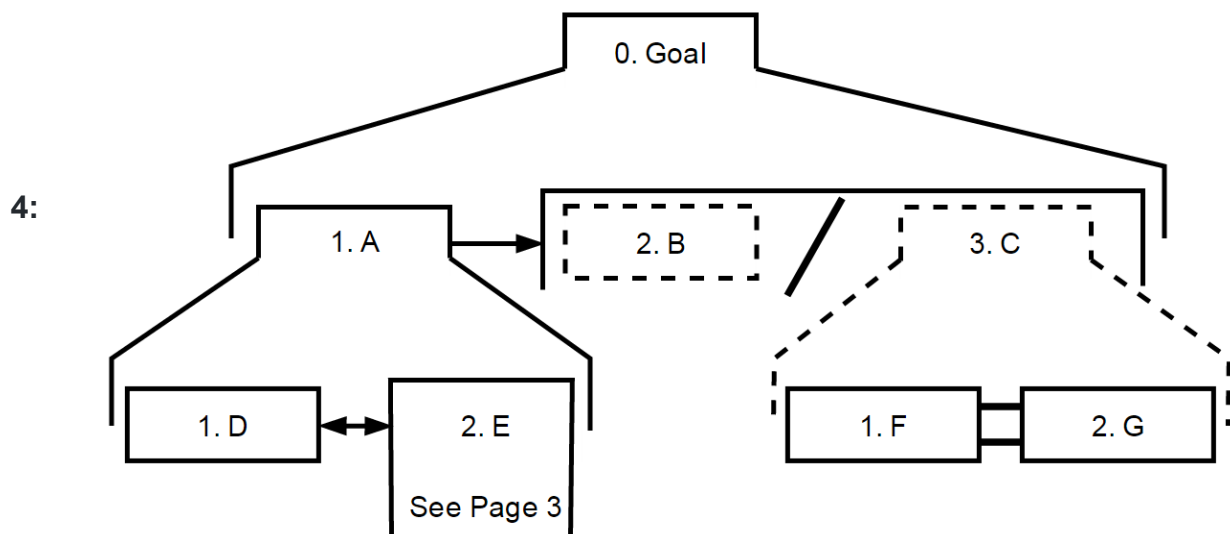 0. Goal
4:
1. A
2. B
3. C
1. D
2. E
1. F
2. G
See Page 3